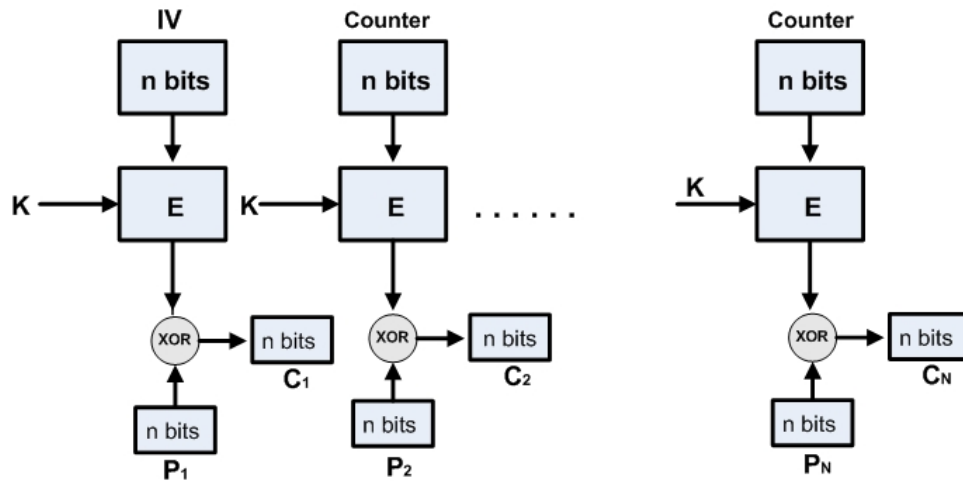 IV Counter Counter
n bits n bits n bits
K E K E . . . . . . K E
XOR n bits XOR n bits XOR n bits
C1 C2 CN
n bits n bits n bits
P1 P2 PN